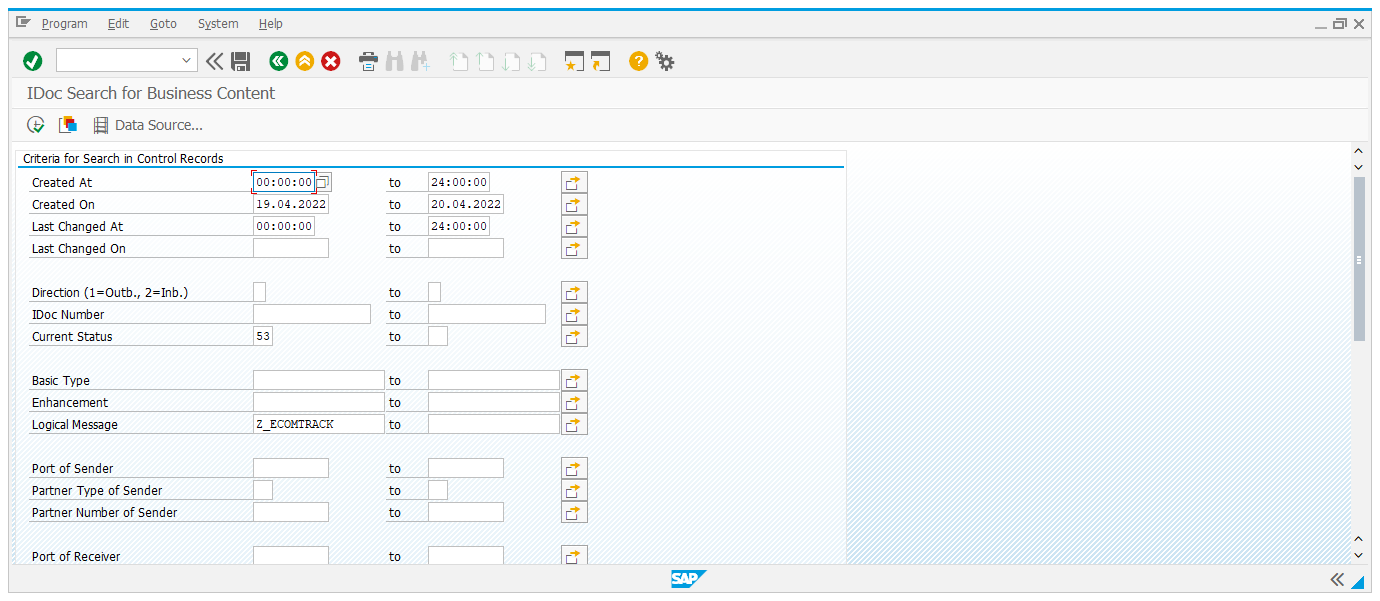 Program Edit Goto System Help
IDoc Search for Business Content
Data Source...
Criteria for Search in Control Records
Created At 00:00:00 to 24:00:00
Created On 19.04.2022 to 20.04.2022
Last Changed At 00:00:00 to 24:00:00
Last Changed On to
Direction (1=Outb., 2=Inb.) to
IDoc Number to
Current Status 53 to
Basic Type to
Enhancement to
Logical Message Z_ECOMTRACK to
Port of Sender to
Partner Type of Sender to
Partner Number of Sender to
Port of Receiver to
SAP